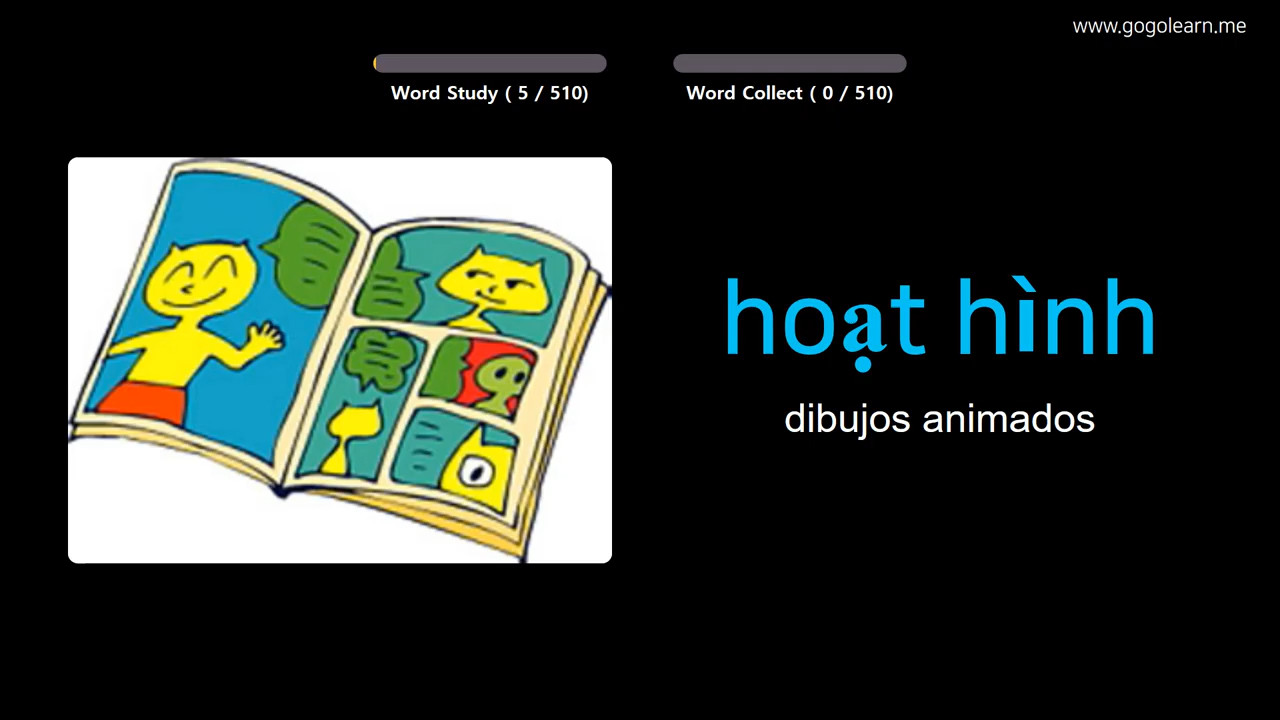 www.gogolearn.me
Word Study ( 5 / 510)
Word Collect ( 0 / 510)
hoạt hình
dibujos animados